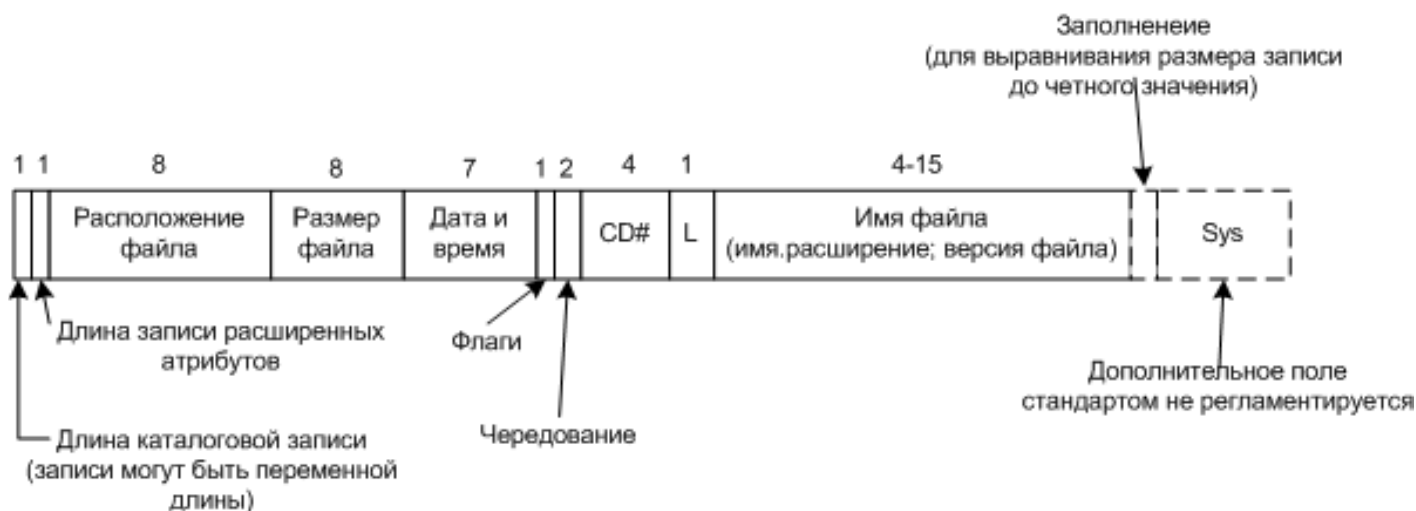 Заполненеие
(для выравнивания размера записи
до четного значения)
1 1 8 8 7 1 2 4 1 4-15
Расположение
файла
Размер
файла
Дата и
время
CD#
L
Имя файла
(имя.расширение; версия файла)
Sys
Длина записи расширенных
атрибутов
Флаги
Дополнительное поле
стандартом не регламентируется
Длина каталоговой записи
(записи могут быть переменной
длины)
Чередование